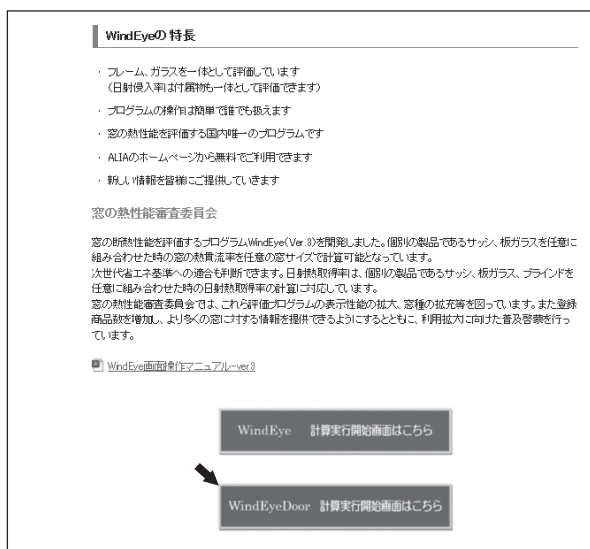 WindEyeの特長
・ フレーム、ガラスを一体として評価しています
（日射侵入率は付属物も一体として評価できます）
・ プログラムの操作は簡単で誰でも扱えます
・ 窓の熱性能を評価する国内唯一のプログラムです
・ ALIAのホームページから無料でご利用できます
・ 新しい情報を皆様にご提供していきます
窓の熱性能審査委員会
窓の断熱性能を評価するプログラムWindEye(Ver.3)を開発しました。個別の製品であるサッシ、板ガラスを任意に
組み合わせた時の窓の熱貫流率を任意の窓サイズで計算可能となっています。
次世代省エネ基準への適合も判断できます。日射熱取得率は、個別の製品であるサッシ、板ガラス、ブラインドを
任意に組み合わせた時の日射熱取得率の計算に対応しています。
窓の熱性能審査委員会では、これら評価プログラムの表示性能の拡大、窓種の拡充等を図っています。また登録
商品数を増加し、より多くの窓に対する情報を提供できるようにするとともに、利用拡大に向けた普及啓蒙を行っ
ています。
WindEye画面操作マニュアル-ver3
WindEye 計算実行開始画面はこちら
WindEyeDoor 計算実行開始画面はこちら